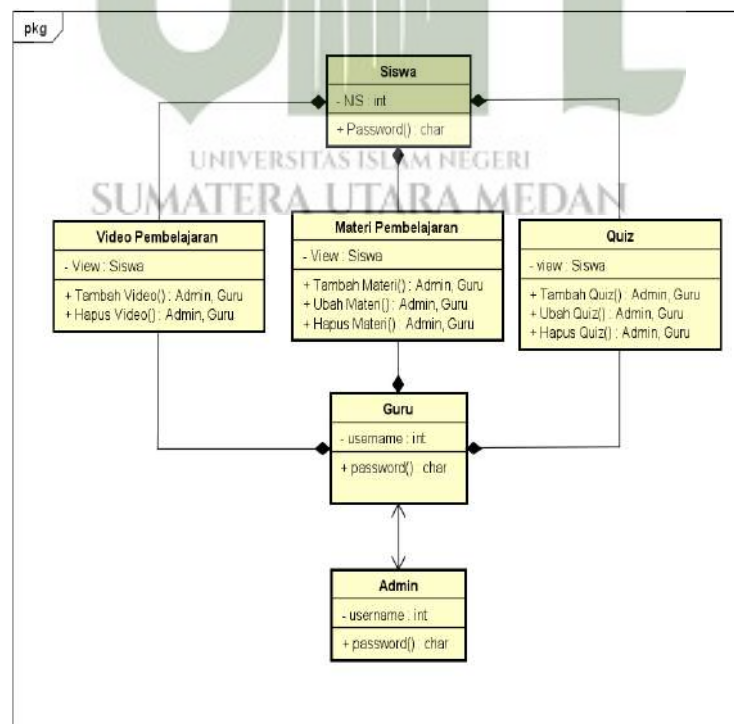 pkg
Siswa
- NIS : int
+ Password() : char
UNIVERSITAS ISLAM NEGERI
SUMATERA UTARA MEDAN
Video Pembelajaran
- View : Siswa
+ Tambah Video() : Admin, Guru
+ Hapus Video() : Admin, Guru
Materi Pembelajaran
- View : Siswa
+ Tambah Materi() : Admin, Guru
+ Ubah Materi() : Admin, Guru
+ Hapus Materi() : Admin, Guru
Quiz
- view : Siswa
+ Tambah Quiz() : Admin, Guru
+ Ubah Quiz() : Admin, Guru
+ Hapus Quiz() : Admin, Guru
Guru
- username : int
+ password() : char
Admin
- username : int
+ password() : char